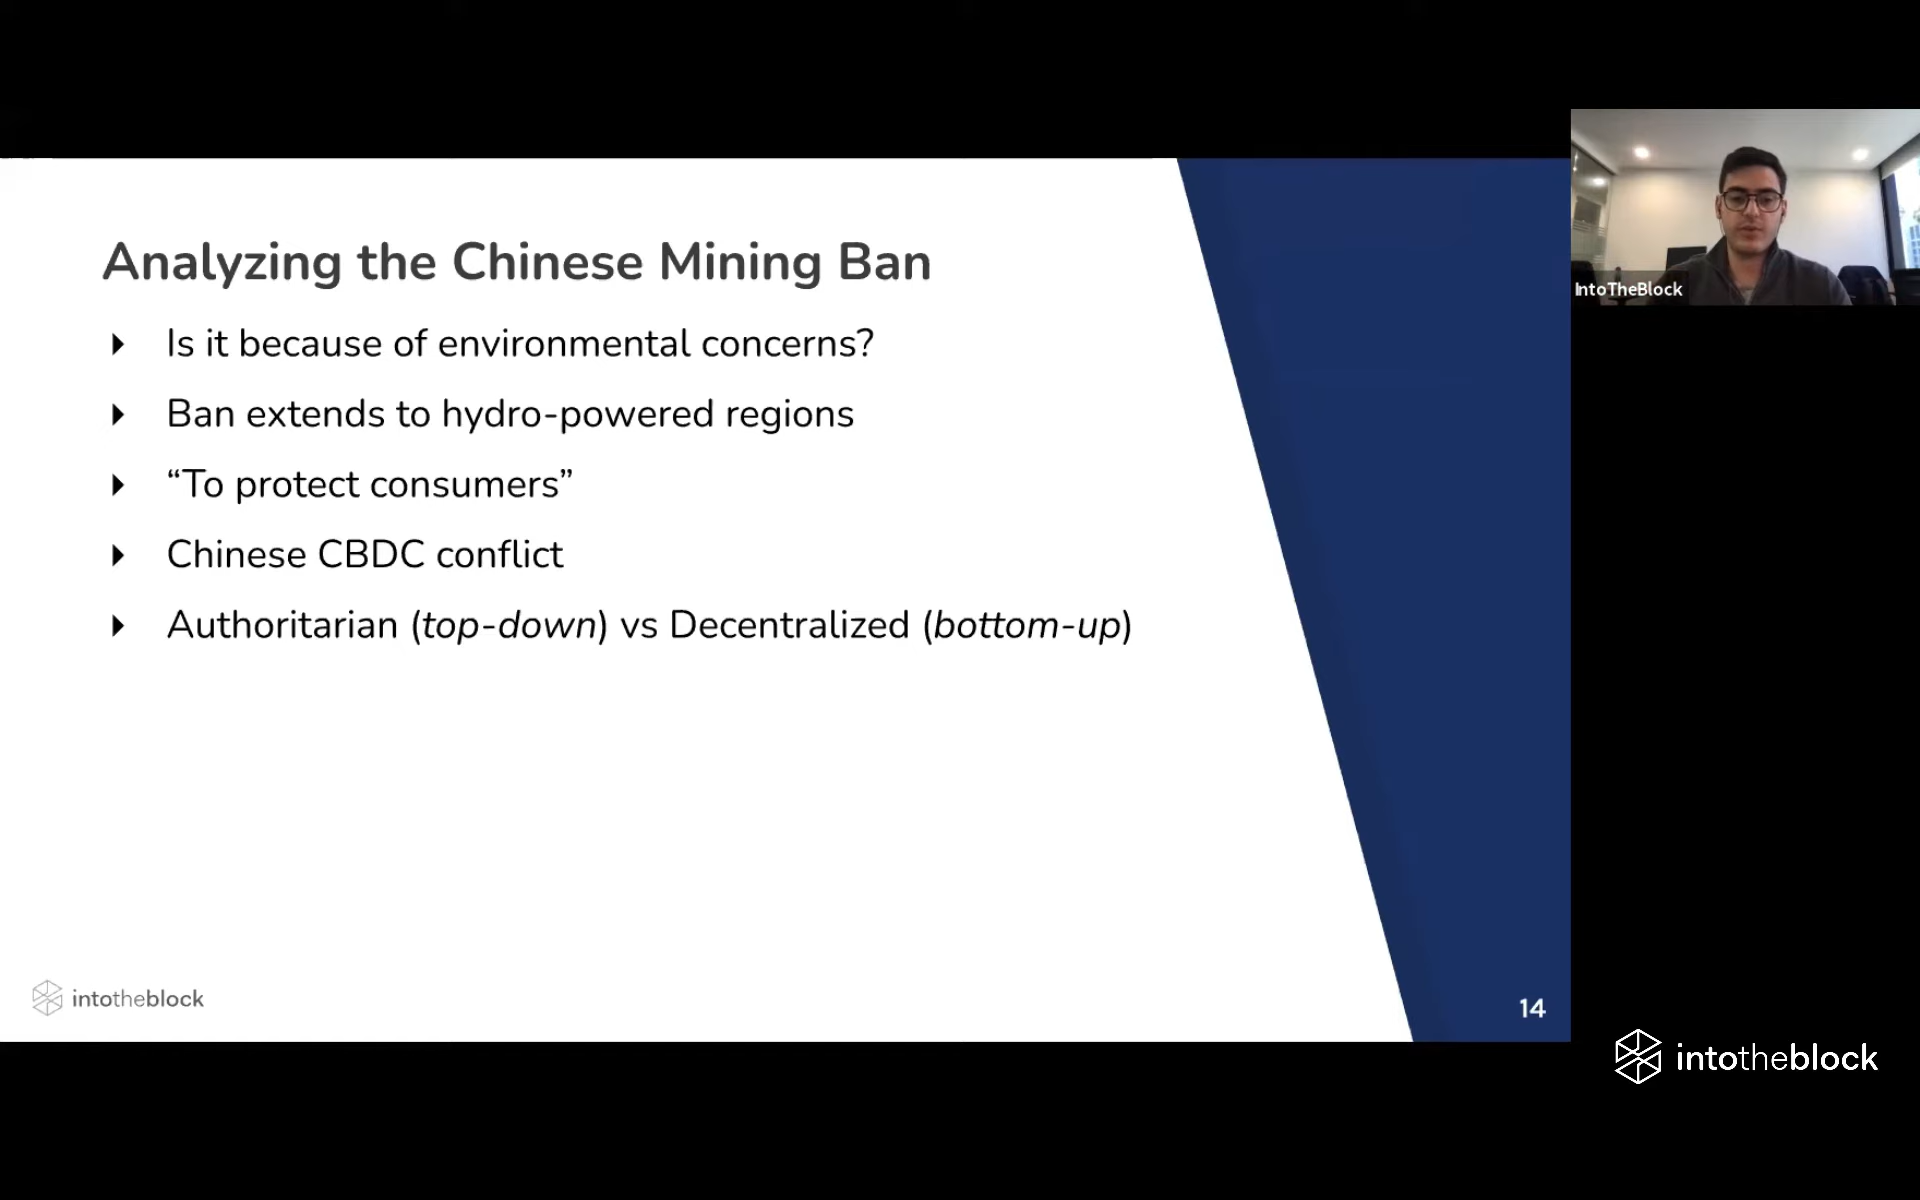 Analyzing the Chinese Mining Ban
Is it because of environmental concerns?
Ban extends to hydro-powered regions
“To protect consumers”
Chinese CBDC conflict
Authoritarian (top-down) vs Decentralized (bottom-up)
intotheblock
14
IntoTheBlock
intotheblock